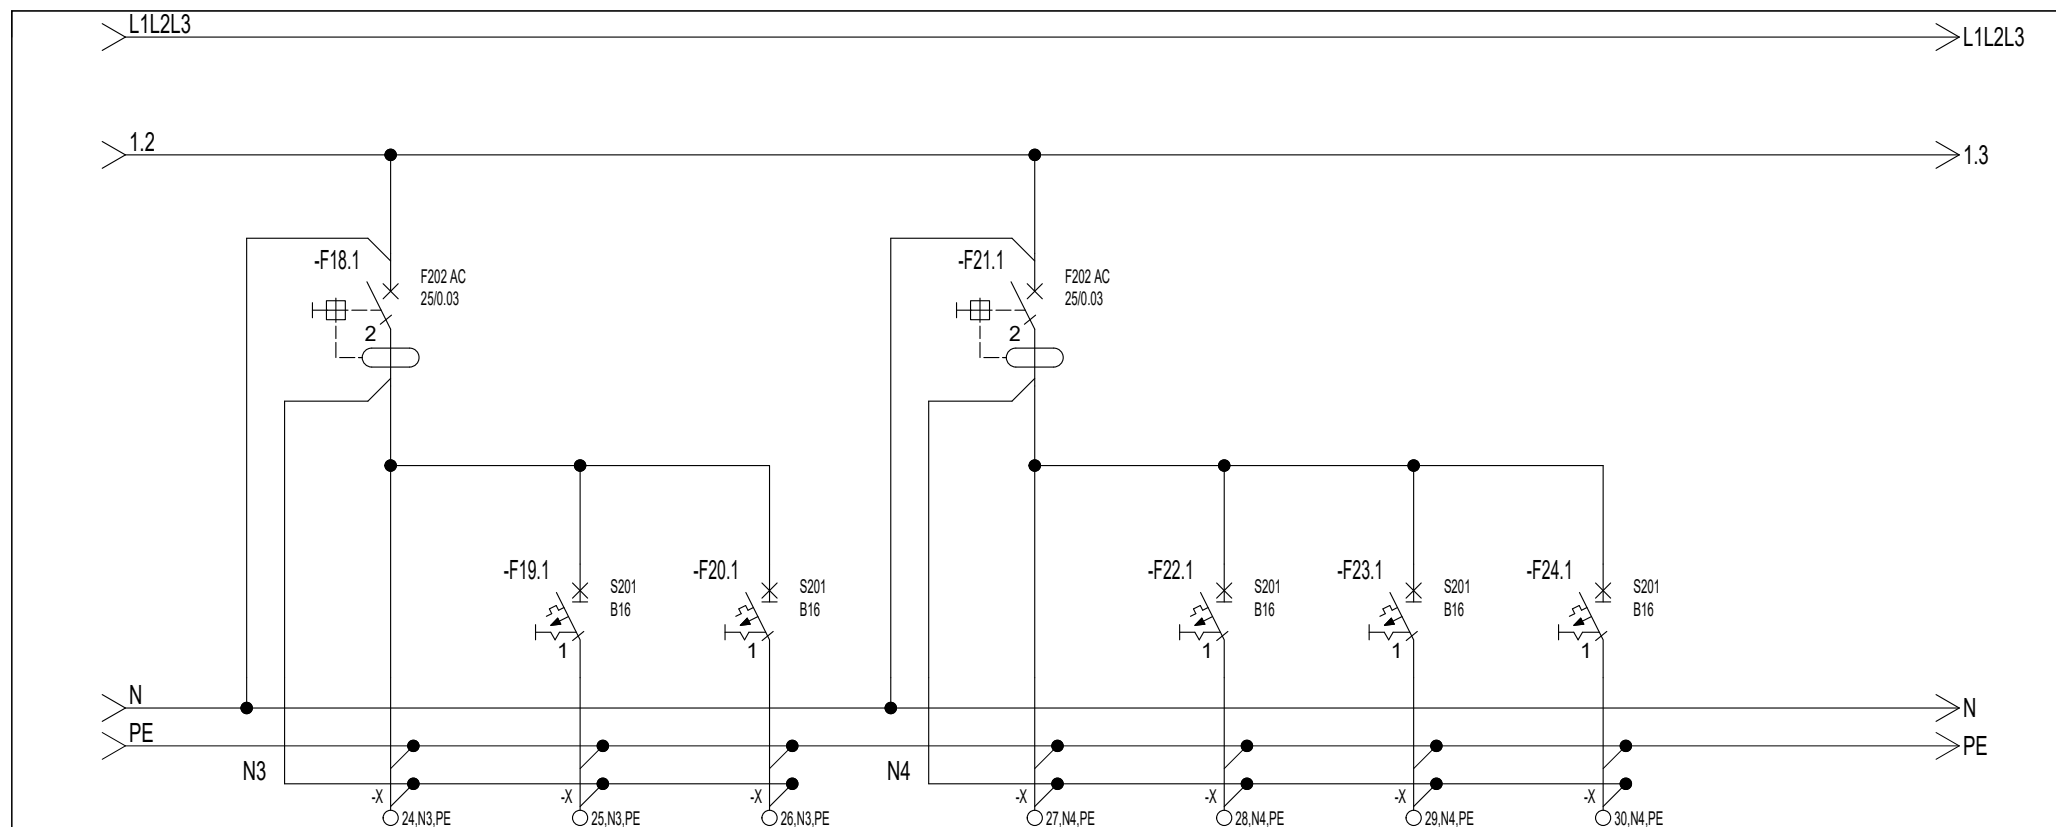 L1L2L3
L1L2L3
1.2
1.3
-F18.1
F202 AC
25/0.03
2
-F21.1
F202 AC
25/0.03
2
-F19.1
S201
B16
1
-F20.1
S201
B16
1
-F22.1
S201
B16
1
-F23.1
S201
B16
1
-F24.1
S201
B16
1
N
N
PE
PE
N3
N4
-X
-X
-X
-X
-X
-X
-X
24,N3,PE
25,N3,PE
26,N3,PE
27,N4,PE
28,N4,PE
29,N4,PE
30,N4,PE